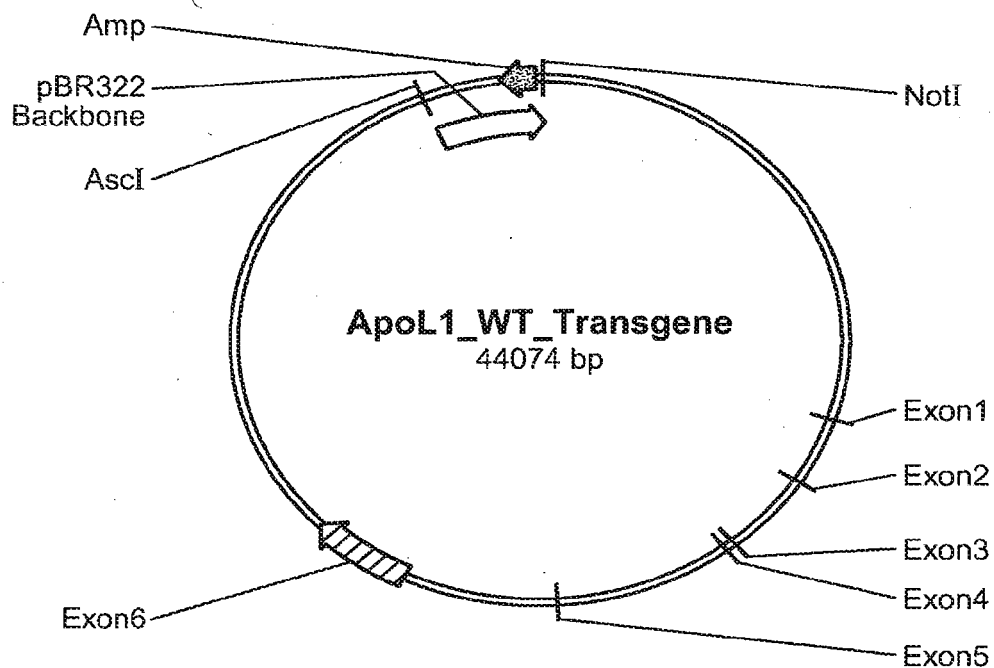 Amp
pBR322
Backbone
AscI
NotI
ApoL1_WT_Transgene
44074 bp
Exon1
Exon2
Exon3
Exon4
Exon5
Exon6